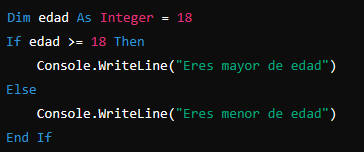 Dim edad As Integer = 18
If edad >= 18 Then
    Console.WriteLine("Eres mayor de edad")
Else
    Console.WriteLine("Eres menor de edad")
End If